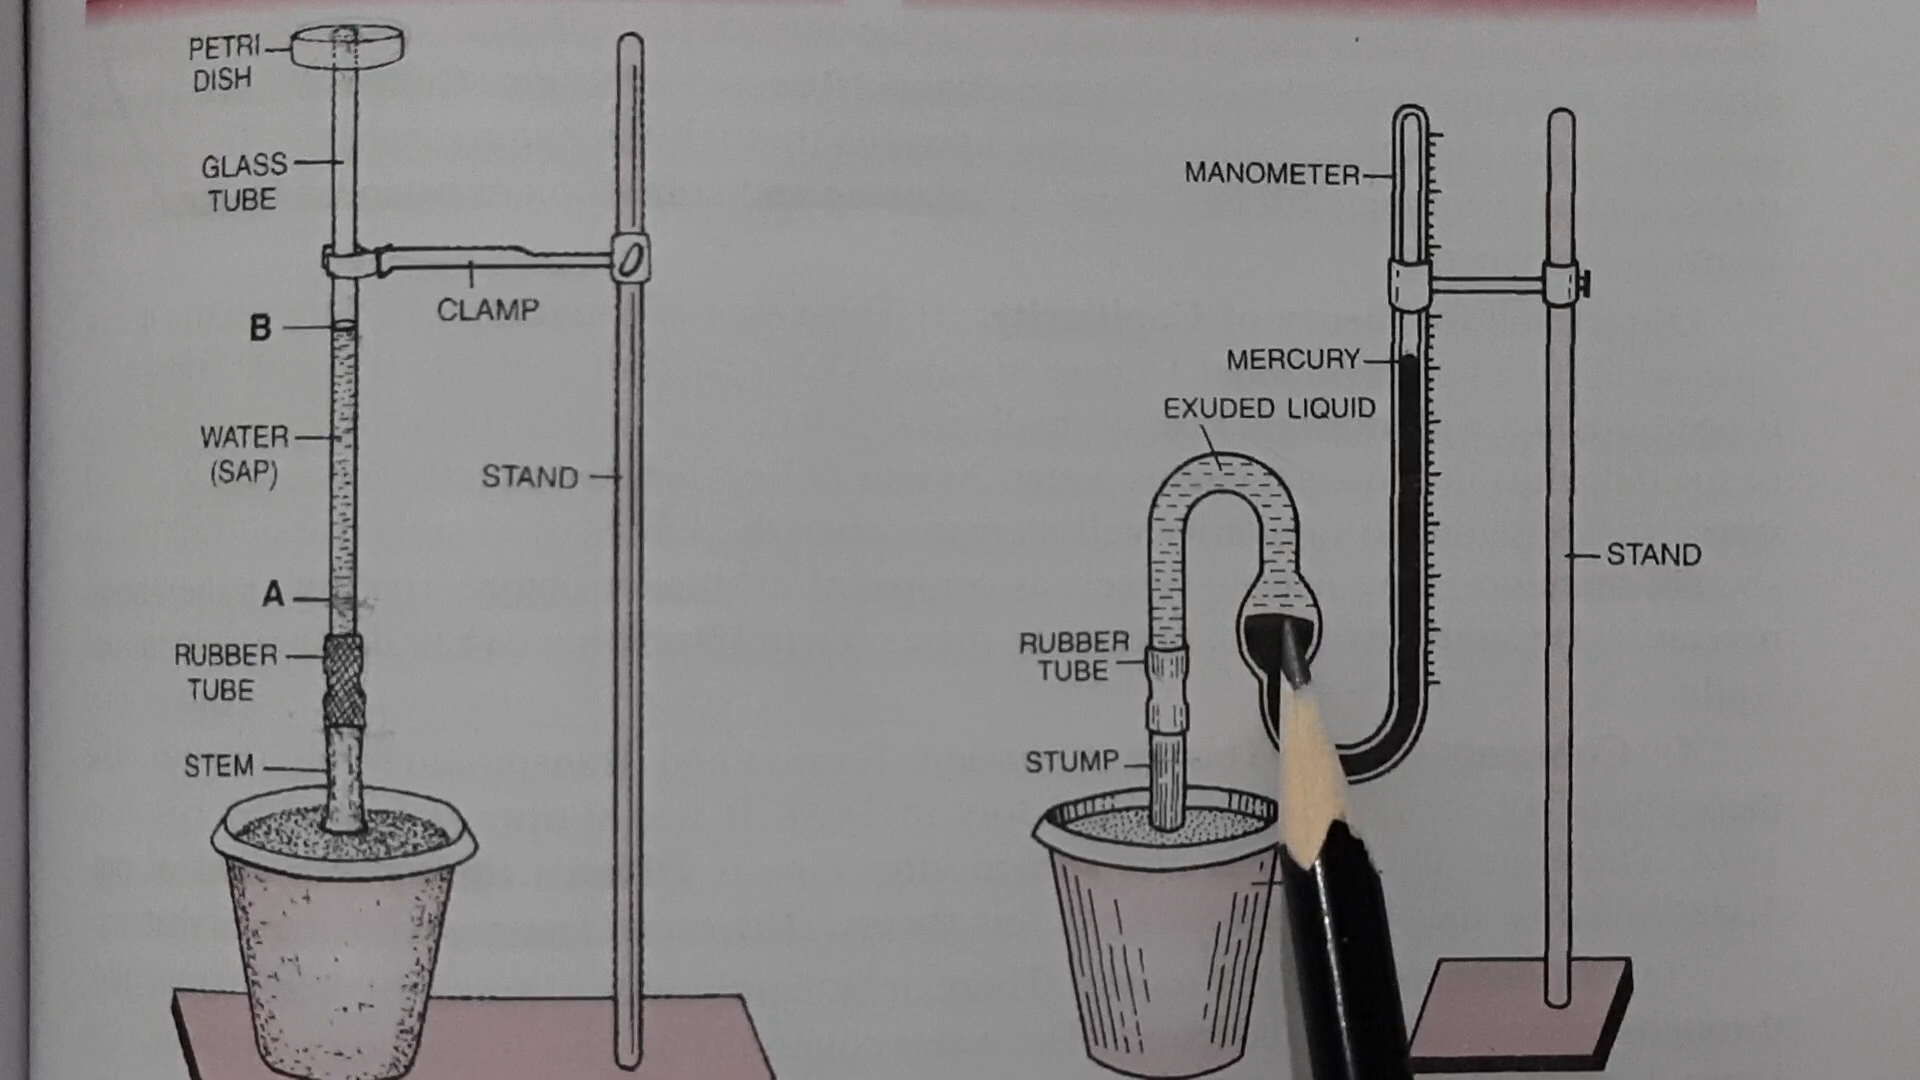 PETRI
DISH
GLASS
TUBE
CLAMP
B
WATER
(SAP)
STAND
A
RUBBER
TUBE
STEM
MANOMETER
MERCURY
EXUDED LIQUID
STAND
RUBBER
TUBE
STUMP